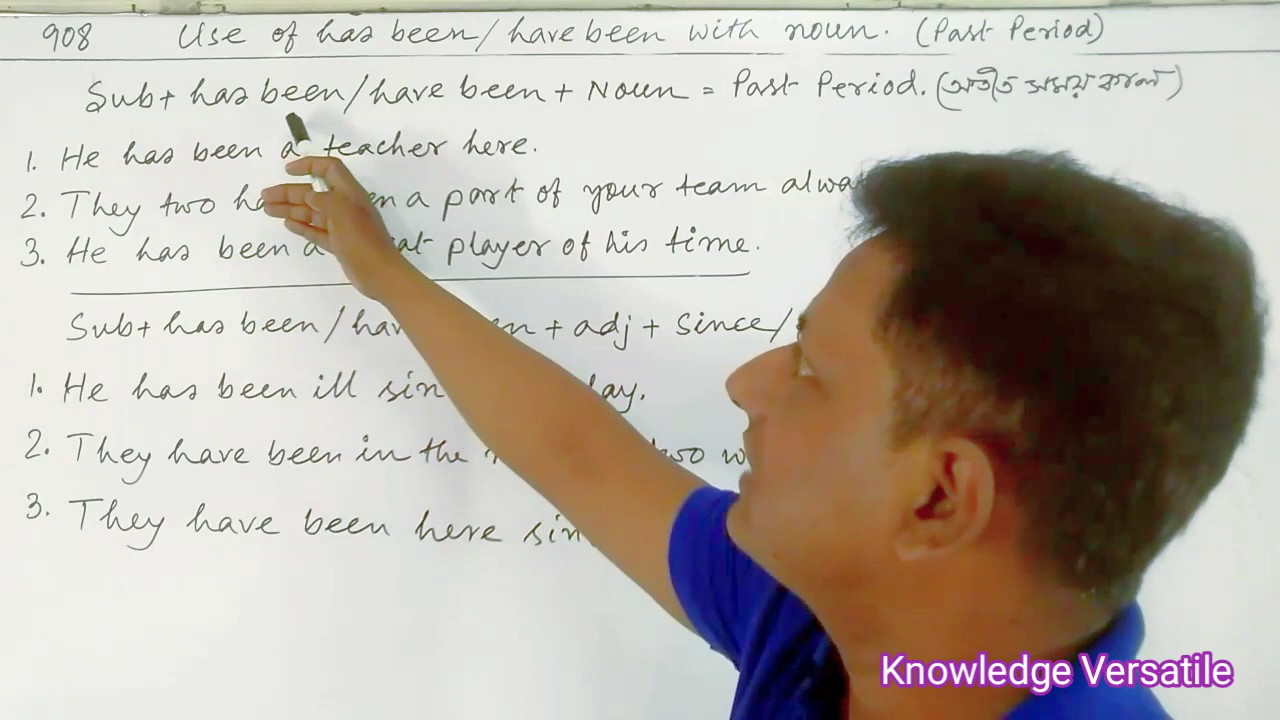 908 Use of has been/have been with noun. (Past Period)
Sub+ has been/have been + Noun = Past Period. (অতীত সময় কাল)
1. He has been a teacher here.
2. They two a part of your team
3. He has been a player of his time.
Sub+ has been/ + adj + since/
1. He has been ill
2. They have been in the
3. They have been here
Knowledge Versatile